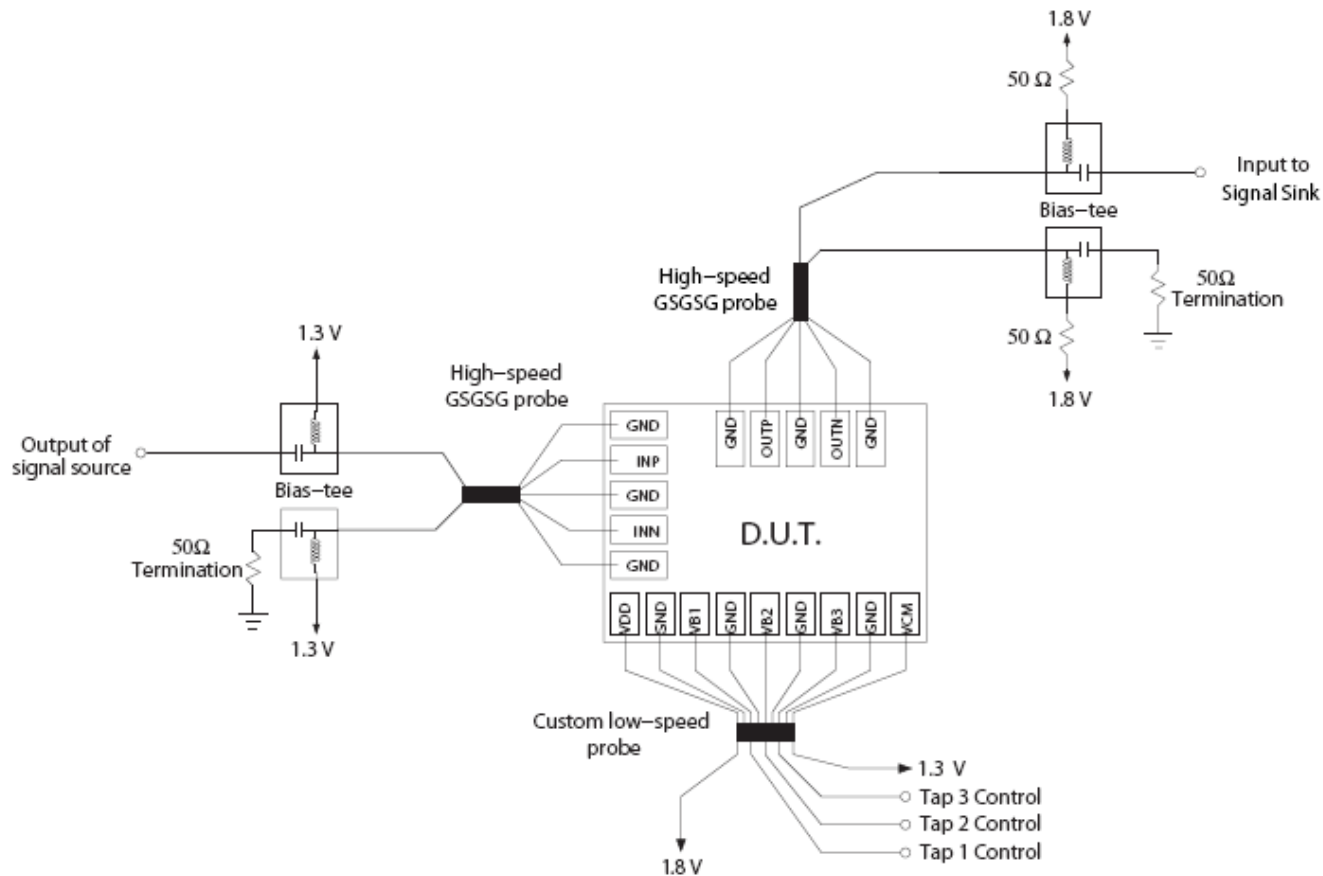 1.8 V
50 Ω
Input to
Signal Sink
Bias−tee
High−speed
GSGSG probe
50Ω
Termination
50 Ω
1.8 V
1.3 V
High−speed
GSGSG probe
Output of
signal source
Bias−tee
50Ω
Termination
1.3 V
GND
INP
GND
INN
GND
GND
OUTP
GND
OUTN
GND
D.U.T.
VDD
GND
VB1
GND
VB2
GND
VB3
GND
VCM
Custom low−speed
probe
1.3 V
Tap 3 Control
Tap 2 Control
Tap 1 Control
1.8 V